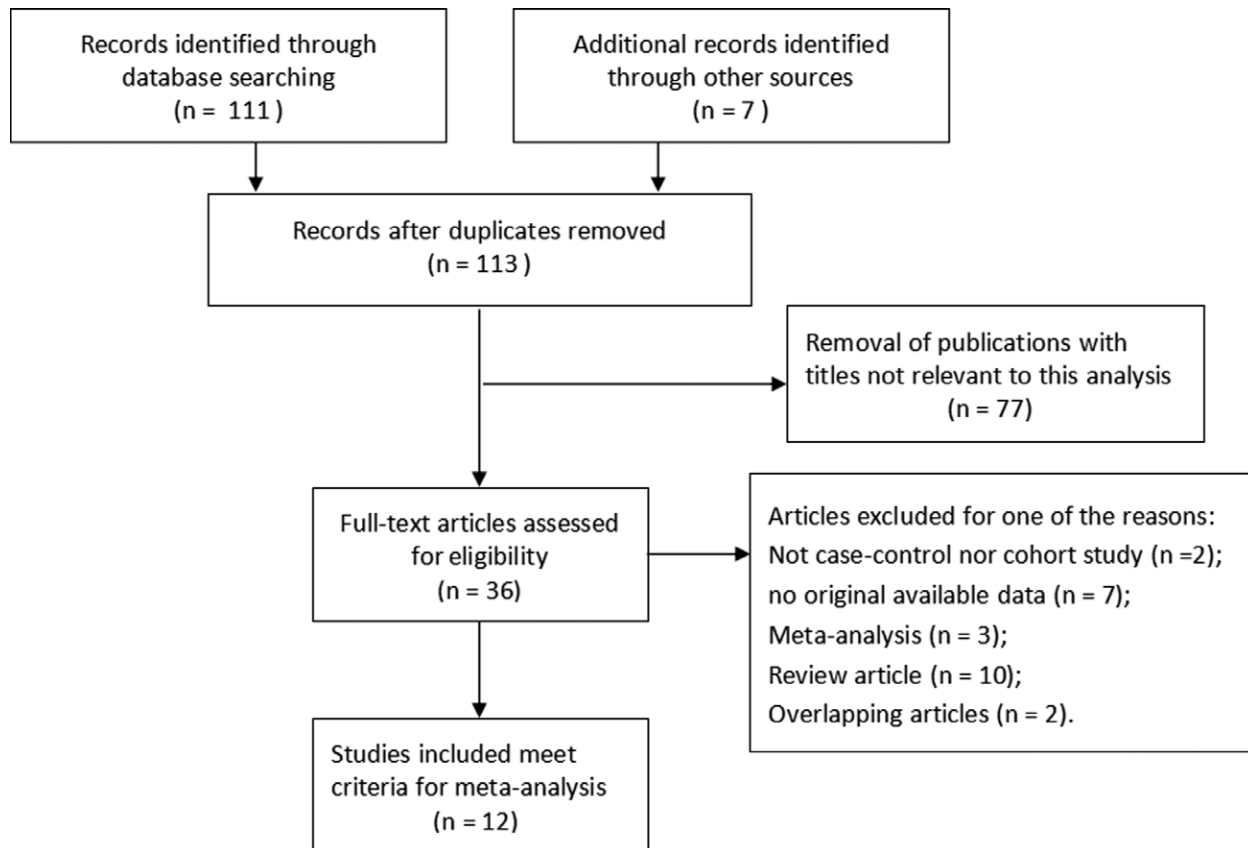 Records identified through
database searching
(n = 111 )
Additional records identified
through other sources
(n = 7 )
Records after duplicates removed
(n = 113 )
Removal of publications with
titles not relevant to this analysis
(n = 77)
Full-text articles assessed
for eligibility
(n = 36)
Articles excluded for one of the reasons:
Not case-control nor cohort study (n =2);
no original available data (n = 7);
Meta-analysis (n = 3);
Review article (n = 10);
Overlapping articles (n = 2).
Studies included meet
criteria for meta-analysis
(n = 12)